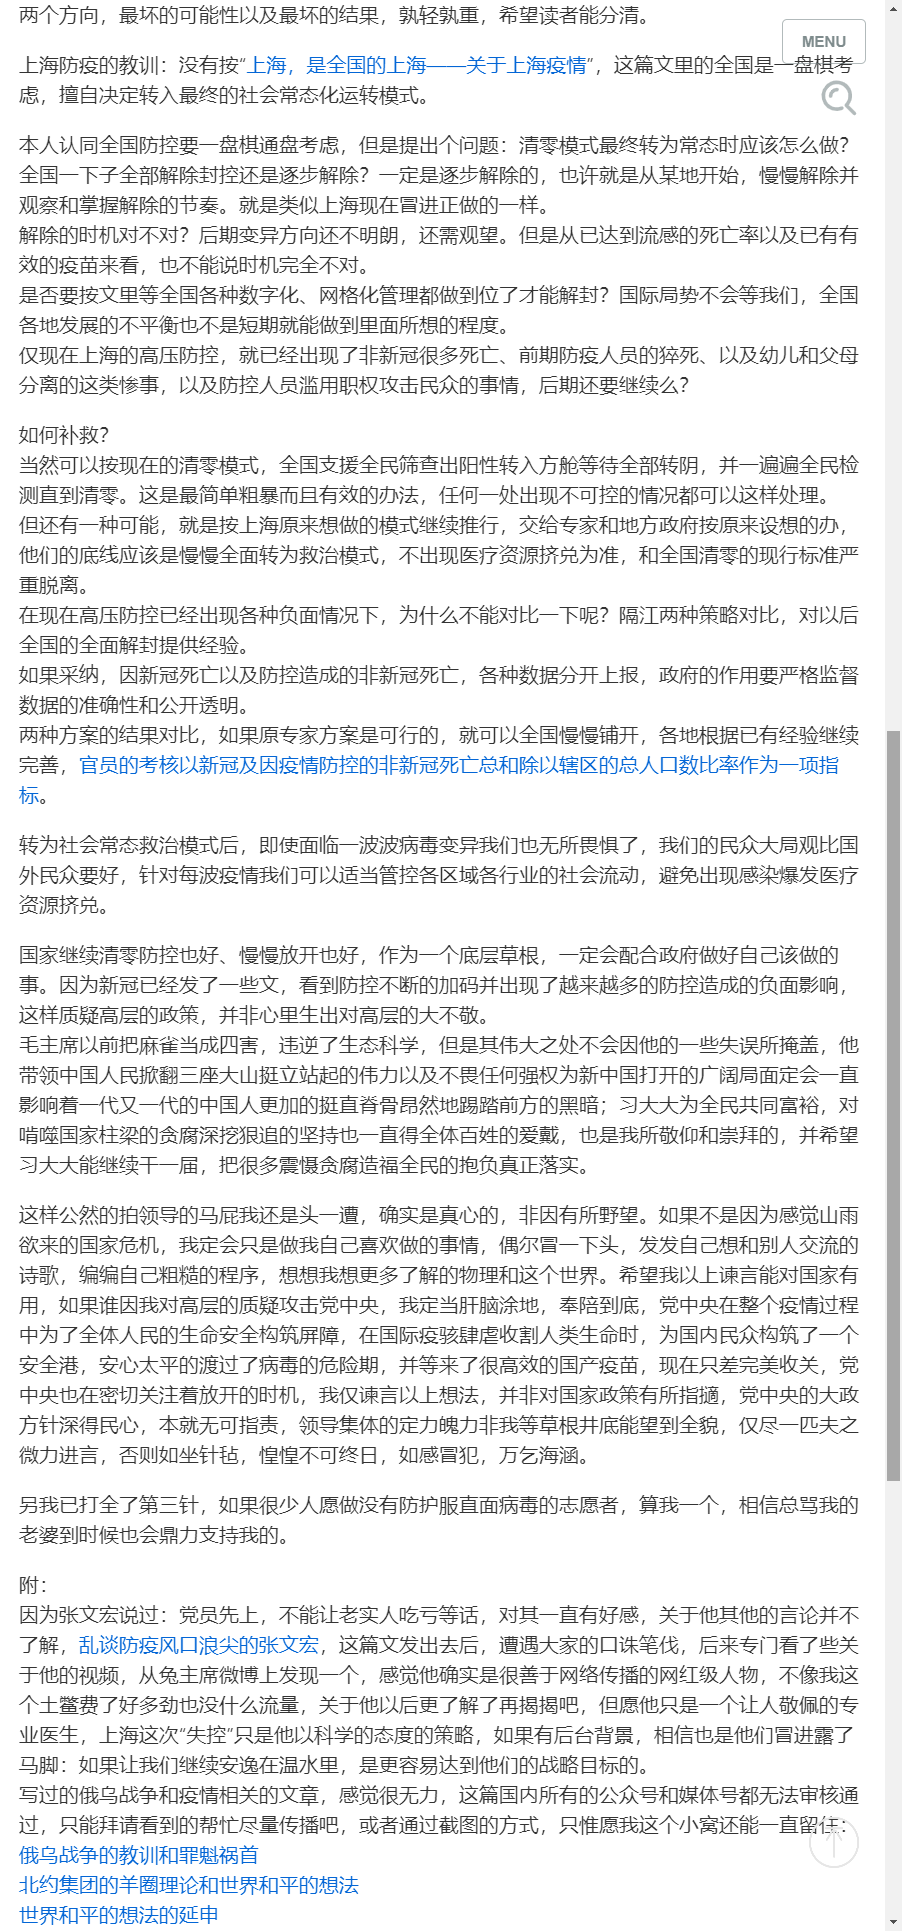 两个方向，最坏的可能性以及最坏的结果，孰轻孰重，希望读者能分清。
MENU
上海防疫的教训：没有按“上海，是全国的上海——关于上海疫情”，这篇文里的全国是一盘棋考
虑，擅自决定转入最终的社会常态化运转模式。
本人认同全国防控要一盘棋通盘考虑，但是提出个问题：清零模式最终转为常态时应该怎么做？
全国一下子全部解除封控还是逐步解除？一定是逐步解除的，也许就是从某地开始，慢慢解除并
观察和掌握解除的节奏。就是类似上海现在冒进正做的一样。
解除的时机对不对？后期变异方向还不明朗，还需观望。但是从已达到流感的死亡率以及已有有
效的疫苗来看，也不能说时机完全不对。
是否要按文里等全国各种数字化、网格化管理都做到位了才能解封？国际局势不会等我们，全国
各地发展的不平衡也不是短期就能做到里面所想的程度。
仅现在上海的高压防控，就已经出现了非新冠很多死亡、前期防疫人员的猝死、以及幼儿和父母
分离的这类惨事，以及防控人员滥用职权攻击民众的事情，后期还要继续么？
如何补救？
当然可以按现在的清零模式，全国支援全民筛查出阳性转入方舱等待全部转阴，并一遍遍全民检
测直到清零。这是最简单粗暴而且有效的办法，任何一处出现不可控的情况都可以这样处理。
但还有一种可能，就是按上海原来想做的模式继续推行，交给专家和地方政府按原来设想的办，
他们的底线应该是慢慢全面转为救治模式，不出现医疗资源挤兑为准，和全国清零的现行标准严
重脱离。
在现在高压防控已经出现各种负面情况下，为什么不能对比一下呢？隔江两种策略对比，对以后
全国的全面解封提供经验。
如果采纳，因新冠死亡以及防控造成的非新冠死亡，各种数据分开上报，政府的作用要严格监督
数据的准确性和公开透明。
两种方案的结果对比，如果原专家方案是可行的，就可以全国慢慢铺开，各地根据已有经验继续
完善，官员的考核以新冠及因疫情防控的非新冠死亡总和除以辖区的总人口数比率作为一项指
标。
转为社会常态救治模式后，即使面临一波波病毒变异我们也无所畏惧了，我们的民众大局观比国
外民众要好，针对每波疫情我们可以适当管控各区域各行业的社会流动，避免出现感染爆发医疗
资源挤兑。
国家继续清零防控也好、慢慢放开也好，作为一个底层草根，一定会配合政府做好自己该做的
事。因为新冠已经发了一些文，看到防控不断的加码并出现了越来越多的防控造成的负面影响，
这样质疑高层的政策，并非心里生出对高层的大不敬。
毛主席以前把麻雀当成四害，违逆了生态科学，但是其伟大之处不会因他的一些失误所掩盖，他
带领中国人民掀翻三座大山挺立站起的伟力以及不畏任何强权为新中国打开的广阔局面定会一直
影响着一代又一代的中国人更加的挺直脊骨昂然地踢踏前方的黑暗；习大大为全民共同富裕，对
啃噬国家柱梁的贪腐深挖狠追的坚持也一直得全体百姓的爱戴，也是我所敬仰和崇拜的，并希望
习大大能继续干一届，把很多震慑贪腐造福全民的抱负真正落实。
这样公然的拍领导的马屁我还是头一遭，确实是真心的，非因有所野望。如果不是因为感觉山雨
欲来的国家危机，我定会只是做我自己喜欢做的事情，偶尔冒一下头，发发自己想和别人交流的
诗歌，编编自己粗糙的程序，想想我想更多了解的物理和这个世界。希望我以上谏言能对国家有
用，如果谁因我对高层的质疑攻击党中央，我定当肝脑涂地，奉陪到底，党中央在整个疫情过程
中为了全体人民的生命安全构筑屏障，在国际疫骇肆虐收割人类生命时，为国内民众构筑了一个
安全港，安心太平的渡过了病毒的危险期，并等来了很高效的国产疫苗，现在只差完美收关，党
中央也在密切关注着放开的时机，我仅谏言以上想法，并非对国家政策有所指摘，党中央的大政
方针深得民心，本就无可指责，领导集体的定力魄力非我等草根井底能望到全貌，仅尽一匹夫之
微力进言，否则如坐针毡，惶惶不可终日，如感冒犯，万乞海涵。
另我已打全了第三针，如果很少人愿做没有防护服直面病毒的志愿者，算我一个，相信总骂我的
老婆到时候也会鼎力支持我的。
附：
因为张文宏说过：党员先上，不能让老实人吃亏等话，对其一直有好感，关于他其他的言论并不
了解，乱谈防疫风口浪尖的张文宏，这篇文发出去后，遭遇大家的口诛笔伐，后来专门看了些关
于他的视频，从兔主席微博上发现一个，感觉他确实是很善于网络传播的网红级人物，不像我这
个土鳖费了好多劲也没什么流量，关于他以后更了解了再揭揭吧，但愿他只是一个让人敬佩的专
业医生，上海这次“失控”只是他以科学的态度的策略，如果有后台背景，相信也是他们冒进露了
马脚：如果让我们继续安逸在温水里，是更容易达到他们的战略目标的。
写过的俄乌战争和疫情相关的文章，感觉很无力，这篇国内所有的公众号和媒体号都无法审核通
过，只能拜请看到的帮忙尽量传播吧，或者通过截图的方式，只惟愿我这个小窝还能一直留住：
俄乌战争的教训和罪魁祸首
北约集团的羊圈理论和世界和平的想法
世界和平的想法的延申